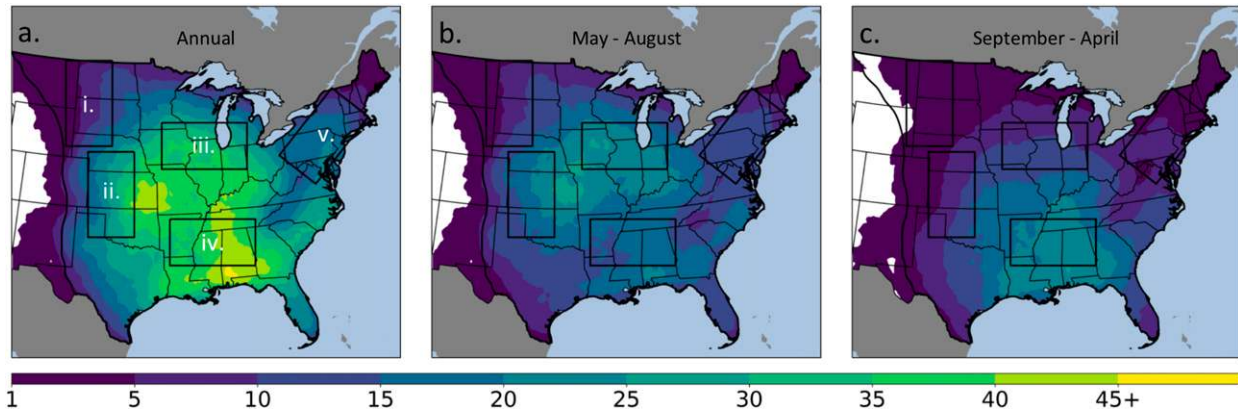 a. Annual
b. May - August
c. September - April
i.
v.
iii.
ii.
iv.
1 5 10 15 20 25 30 35 40 45+